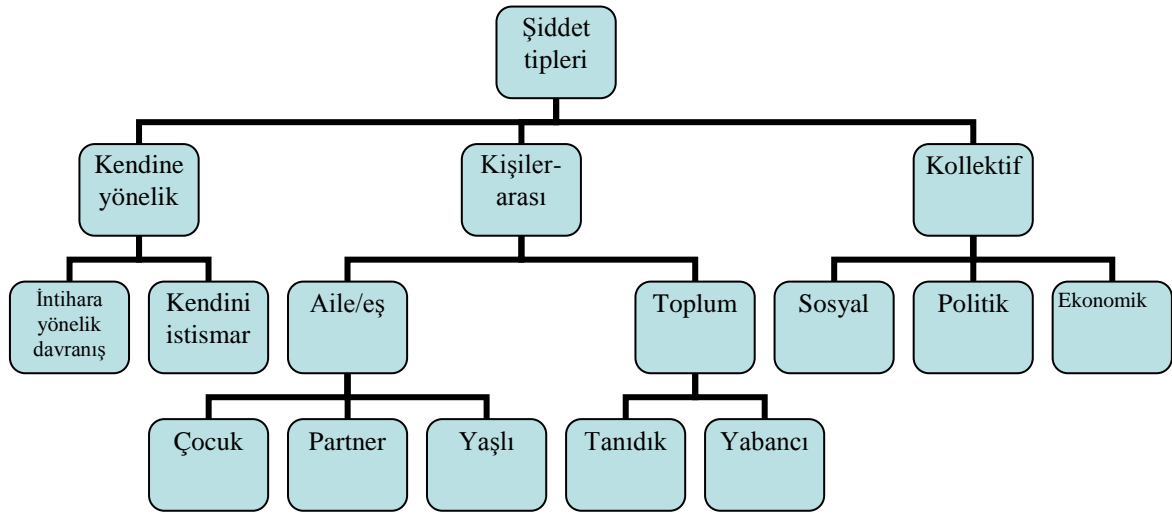 Şiddet
tipleri
Kendine
yönelik
Kişiler-
arası
Kollektif
İntihara
yönelik
davranış
Kendini
istismar
Aile/eş
Toplum
Sosyal
Politik
Ekonomik
Çocuk
Partner
Yaşlı
Tanıdık
Yabancı